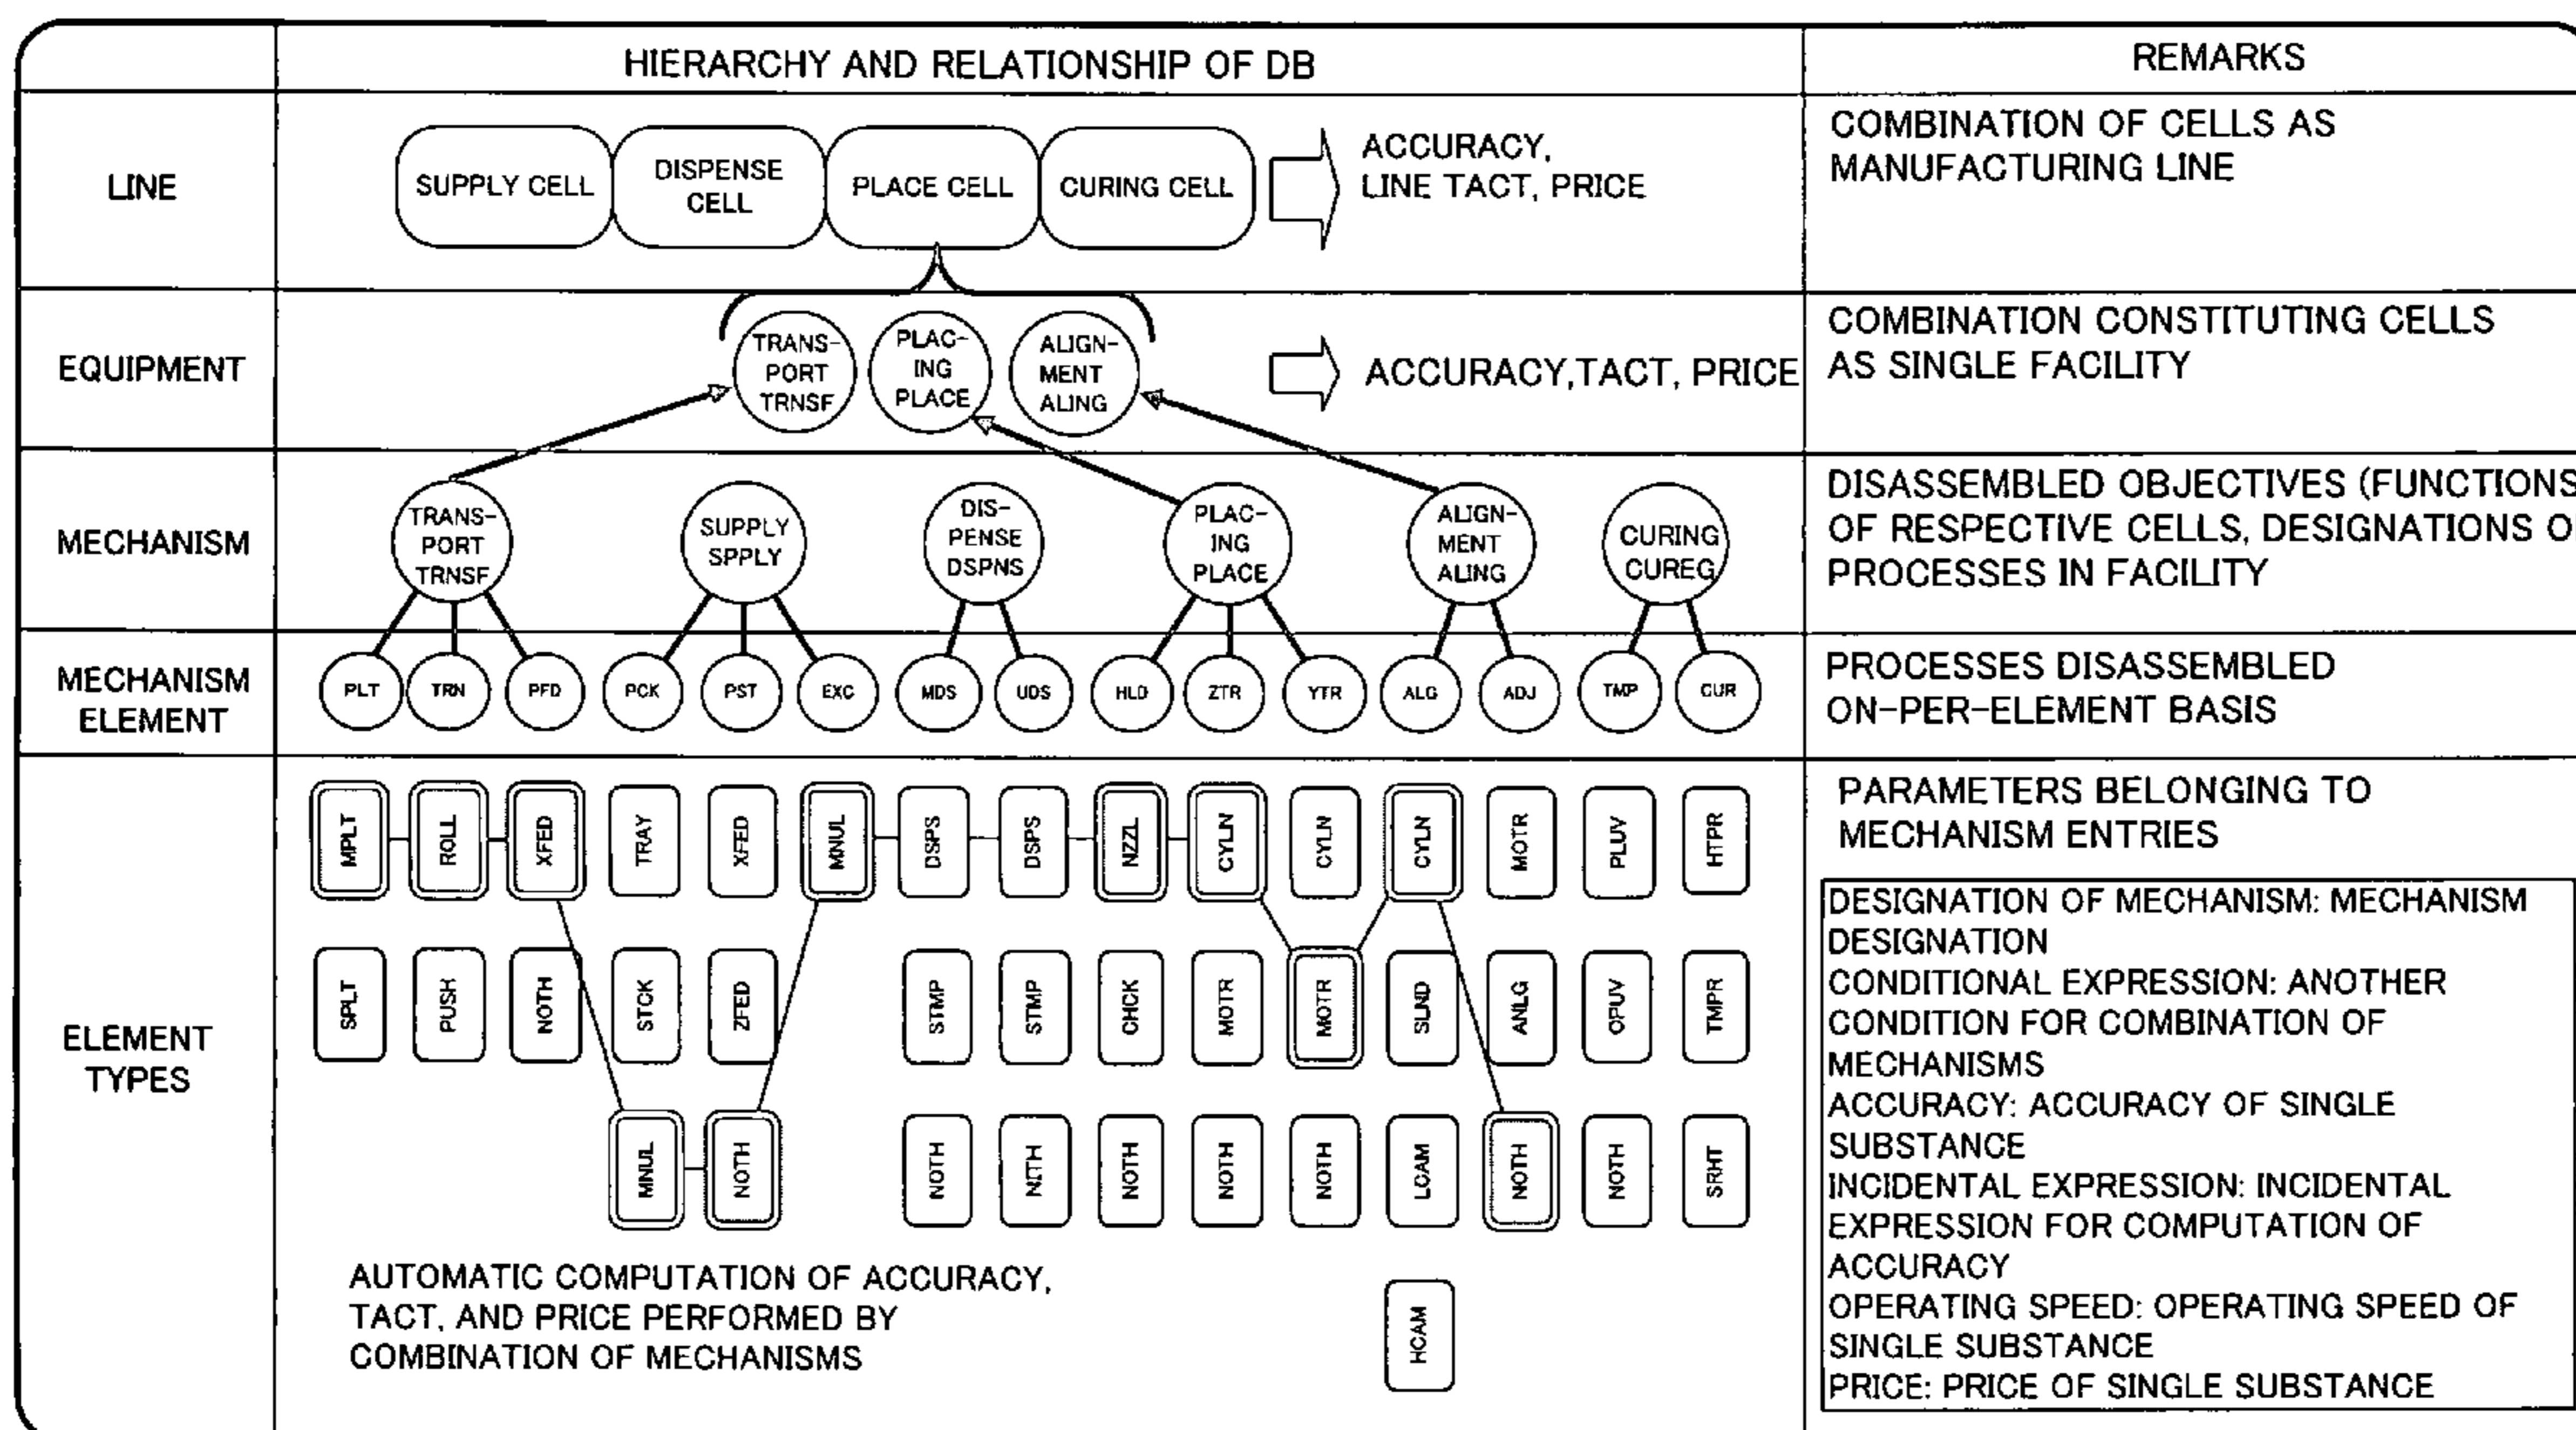 HIERARCHY AND RELATIONSHIP OF DB
REMARKS
LINE
SUPPLY CELL
DISPENSE
CELL
PLACE CELL
CURING CELL
ACCURACY,
LINE TACT, PRICE
COMBINATION OF CELLS AS
MANUFACTURING LINE
EQUIPMENT
TRANS-
PORT
TRNSF
PLAC-
ING
PLACE
ALIGN-
MENT
ALING
ACCURACY,TACT, PRICE
COMBINATION CONSTITUTING CELLS
AS SINGLE FACILITY
MECHANISM
TRANS-
PORT
TRNSF
SUPPLY
SPPLY
DIS-
PENSE
DSPNS
PLAC-
ING
PLACE
ALIGN-
MENT
ALING
CURING
CUREG
DISASSEMBLED OBJECTIVES (FUNCTIONS
OF RESPECTIVE CELLS, DESIGNATIONS O
PROCESSES IN FACILITY
MECHANISM
ELEMENT
PLT
TRN
PFD
PCK
PST
EXC
MDS
UDS
HLD
ZTR
YTR
ALG
ADJ
TMP
CUR
PROCESSES DISASSEMBLED
ON-PER-ELEMENT BASIS
ELEMENT
TYPES
MPLT
ROLL
XFED
TRAY
XFED
MNUL
DSPS
DSPS
NZZL
CYLN
CYLN
CYLN
MOTR
PLUV
HTPR
SPLT
PUSH
NOTH
STCK
ZFED
STMP
STMP
CHCK
MOTR
MOTR
SLND
ANLG
OPUV
TMPR
MNUL
NOTH
NOTH
NITH
NOTH
NOTH
NOTH
LCAM
NOTH
NOTH
SRHT
HCAM
AUTOMATIC COMPUTATION OF ACCURACY,
TACT, AND PRICE PERFORMED BY
COMBINATION OF MECHANISMS
PARAMETERS BELONGING TO
MECHANISM ENTRIES
DESIGNATION OF MECHANISM: MECHANISM
DESIGNATION
CONDITIONAL EXPRESSION: ANOTHER
CONDITION FOR COMBINATION OF
MECHANISMS
ACCURACY: ACCURACY OF SINGLE
SUBSTANCE
INCIDENTAL EXPRESSION: INCIDENTAL
EXPRESSION FOR COMPUTATION OF
ACCURACY
OPERATING SPEED: OPERATING SPEED OF
SINGLE SUBSTANCE
PRICE: PRICE OF SINGLE SUBSTANCE